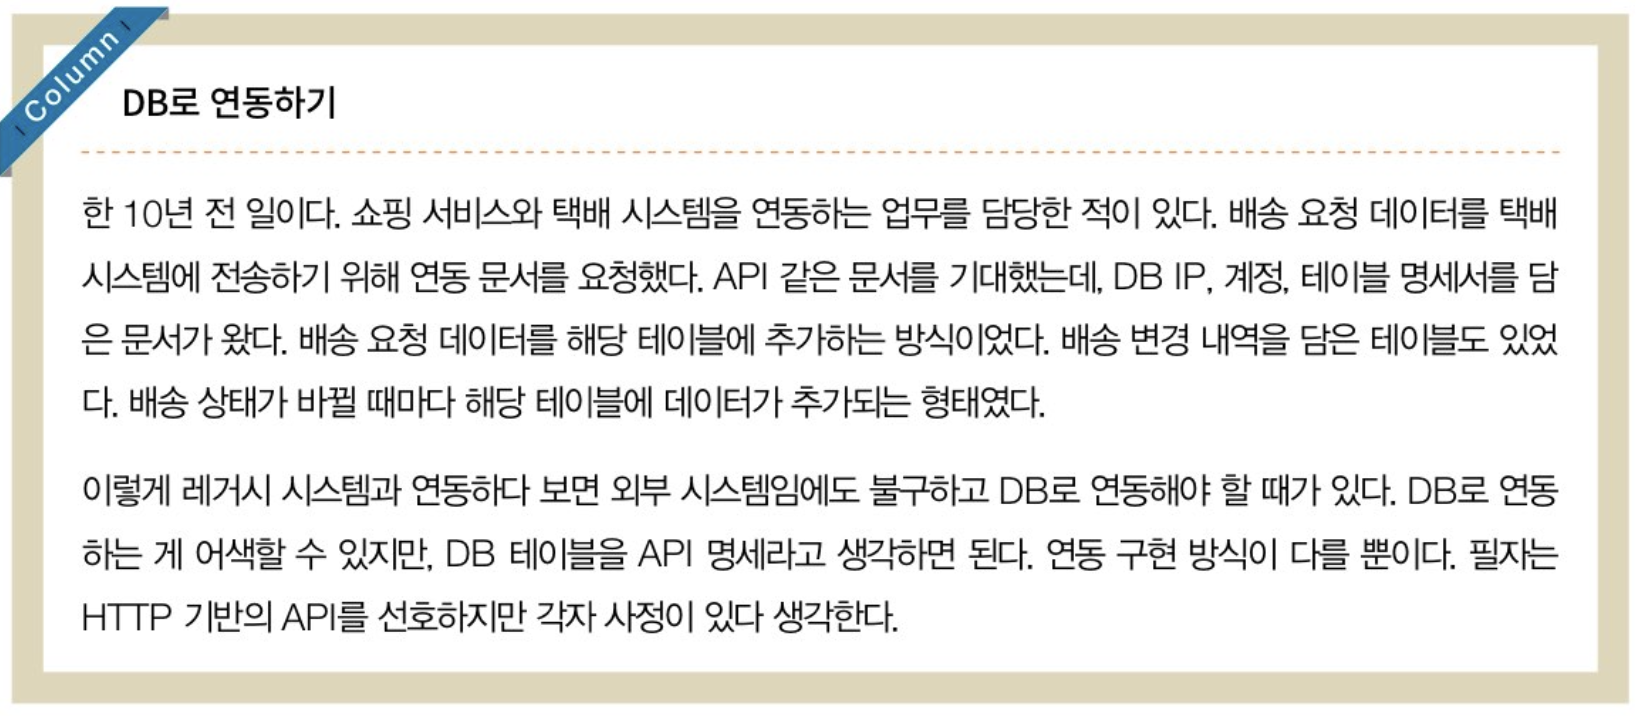 Column
DB로 연동하기
한 10년 전 일이다. 쇼핑 서비스와 택배 시스템을 연동하는 업무를 담당한 적이 있다. 배송 요청 데이터를 택배
시스템에 전송하기 위해 연동 문서를 요청했다. API 같은 문서를 기대했는데, DB IP, 계정, 테이블 명세서를 담
은 문서가 왔다. 배송 요청 데이터를 해당 테이블에 추가하는 방식이었다. 배송 변경 내역을 담은 테이블도 있었
다. 배송 상태가 바뀔 때마다 해당 테이블에 데이터가 추가되는 형태였다.
이렇게 레거시 시스템과 연동하다 보면 외부 시스템임에도 불구하고 DB로 연동해야 할 때가 있다. DB로 연동
하는 게 어색할 수 있지만, DB 테이블을 API 명세라고 생각하면 된다. 연동 구현 방식이 다를 뿐이다. 필자는
HTTP 기반의 API를 선호하지만 각자 사정이 있다 생각한다.